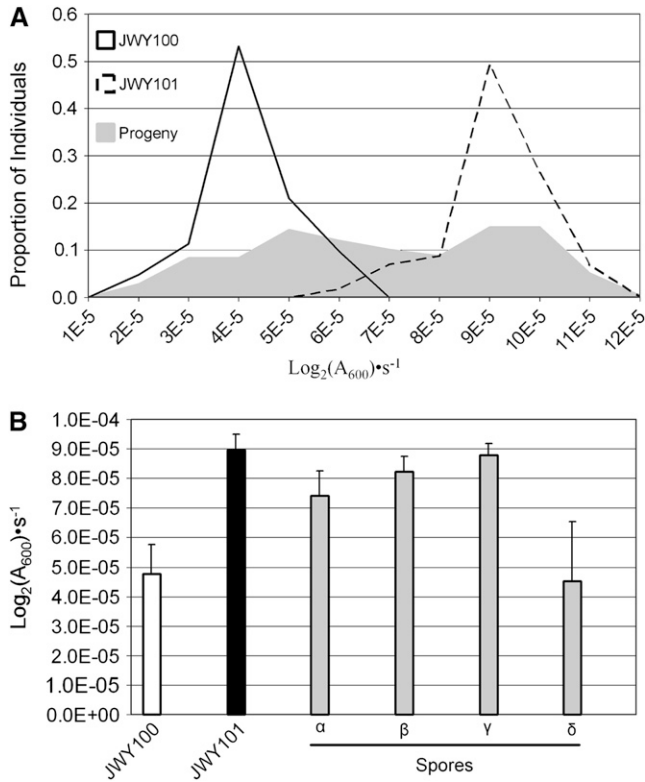 A
0.6
0.5
0.4
0.3
0.2
0.1
0.0
Proportion of Individuals
JWY100
JWY101
Progeny
1E-5 2E-5 3E-5 4E-5 5E-5 6E-5 7E-5 8E-5 9E-5 10E-5 11E-5 12E-5
Log₂(A₆₀₀)•s⁻¹
B
1.0E-04
9.0E-05
8.0E-05
7.0E-05
6.0E-05
5.0E-05
4.0E-05
3.0E-05
2.0E-05
1.0E-05
0.0E+00
Log₂(A₆₀₀)•s⁻¹
JWY100 JWY101 α β γ δ
Spores